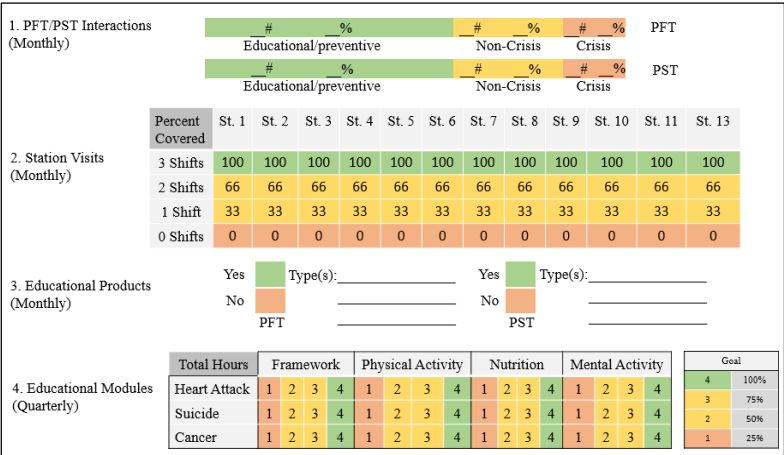 1. PFT/PST Interactions
(Monthly)
__# __% __# __% __# __% PFT
Educational/preventive Non-Crisis Crisis
__# __% __# __% __# __% PST
Educational/preventive Non-Crisis Crisis
2. Station Visits
(Monthly)
Percent Covered St. 1 St. 2 St. 3 St. 4 St. 5 St. 6 St. 7 St. 8 St. 9 St. 10 St. 11 St. 13
3 Shifts 100 100 100 100 100 100 100 100 100 100 100 100
2 Shifts 66 66 66 66 66 66 66 66 66 66 66 66
1 Shift 33 33 33 33 33 33 33 33 33 33 33 33
0 Shifts 0 0 0 0 0 0 0 0 0 0 0 0
3. Educational Products
(Monthly)
Yes Type(s):
No
PFT
Yes Type(s):
No
PST
4. Educational Modules
(Quarterly)
Total Hours Framework Physical Activity Nutrition Mental Activity
Heart Attack 1 2 3 4 1 2 3 4 1 2 3 4 1 2 3 4
Suicide 1 2 3 4 1 2 3 4 1 2 3 4 1 2 3 4
Cancer 1 2 3 4 1 2 3 4 1 2 3 4 1 2 3 4
Goal
4 100%
3 75%
2 50%
1 25%